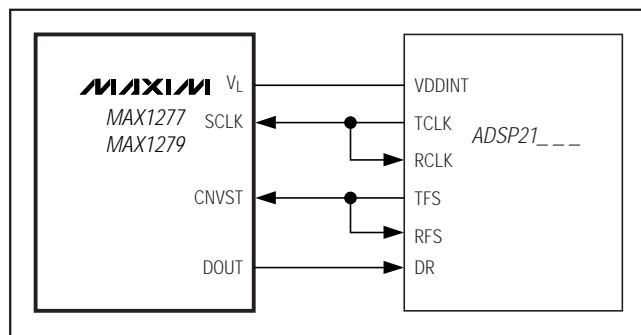 MAXIM
MAX1277
MAX1279
VL
SCLK
CNVST
DOUT
VDDINT
TCLK
RCLK
TFS
RFS
DR
ADSP21_ _ _